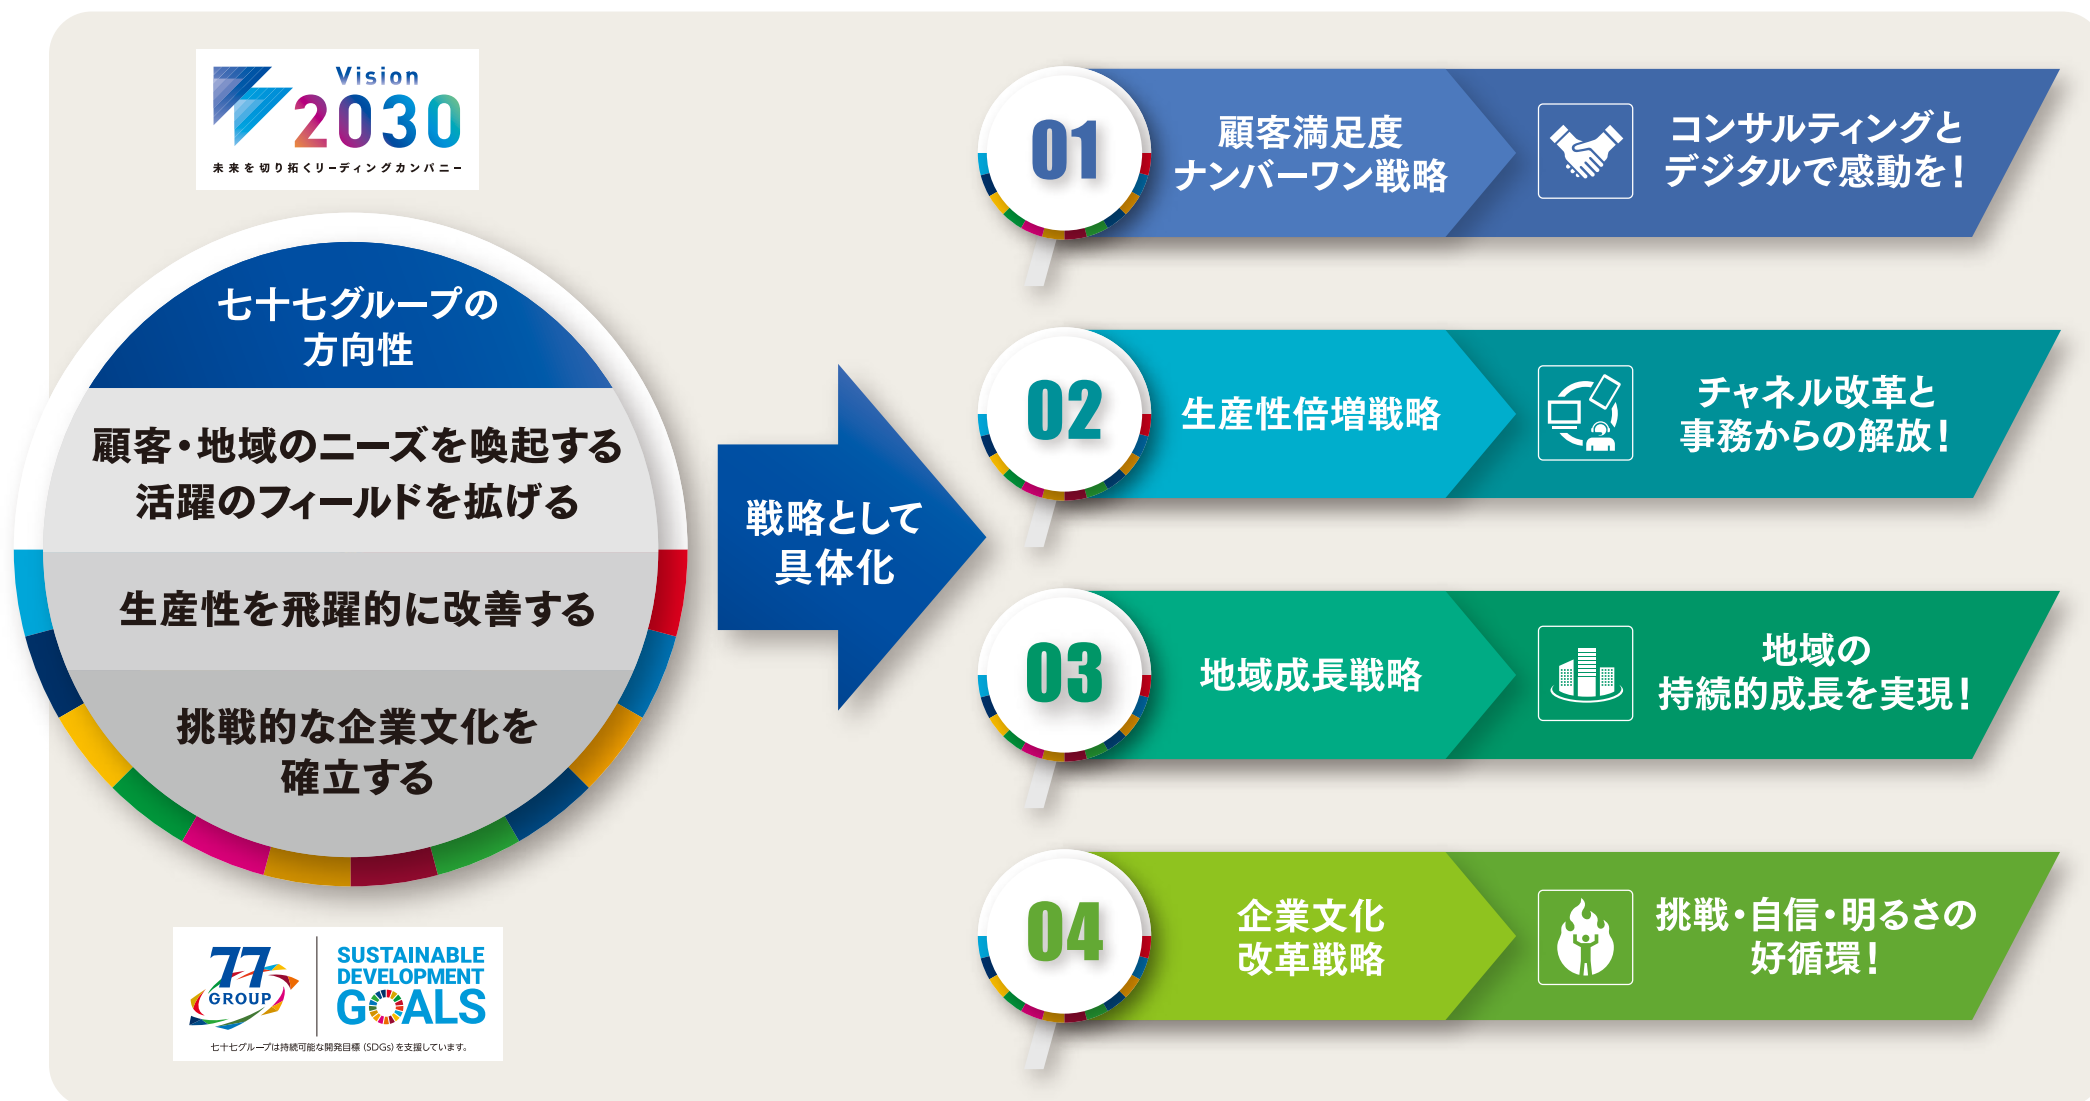 Vision
2030
未来を切り拓くリーディングカンパニー
七十七グループの
方向性
顧客・地域のニーズを喚起する
活躍のフィールドを拡げる
生産性を飛躍的に改善する
挑戦的な企業文化を
確立する
77
GROUP
SUSTAINABLE
DEVELOPMENT
GOALS
七十七グループは持続可能な開発目標（SDGs）を支援しています。
戦略として
具体化
01
顧客満足度
ナンバーワン戦略
コンサルティングと
デジタルで感動を！
02
生産性倍増戦略
チャネル改革と
事務からの解放！
03
地域成長戦略
地域の
持続的成長を実現！
04
企業文化
改革戦略
挑戦・自信・明るさの
好循環！